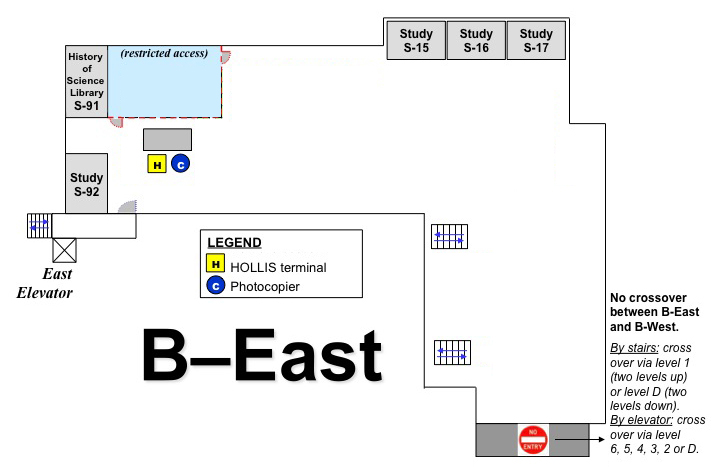 History
of
Science
Library
S-91
(restricted access)
Study
S-15
Study
S-16
Study
S-17
H
C
Study
S-92
East
Elevator
LEGEND
H HOLLIS terminal
C Photocopier
B–East
No crossover
between B-East
and B-West.
By stairs: cross
over via level 1
(two levels up)
or level D (two
levels down).
By elevator: cross
over via level
6, 5, 4, 3, 2 or D.
NO
ENTRY